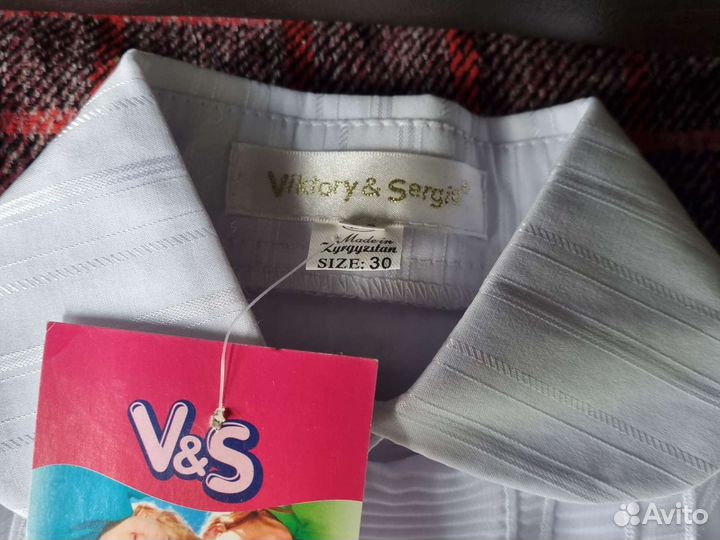 Viktory & Sergio®
Made in
Kyrgyzstan
SIZE: 30
V&S
Avito